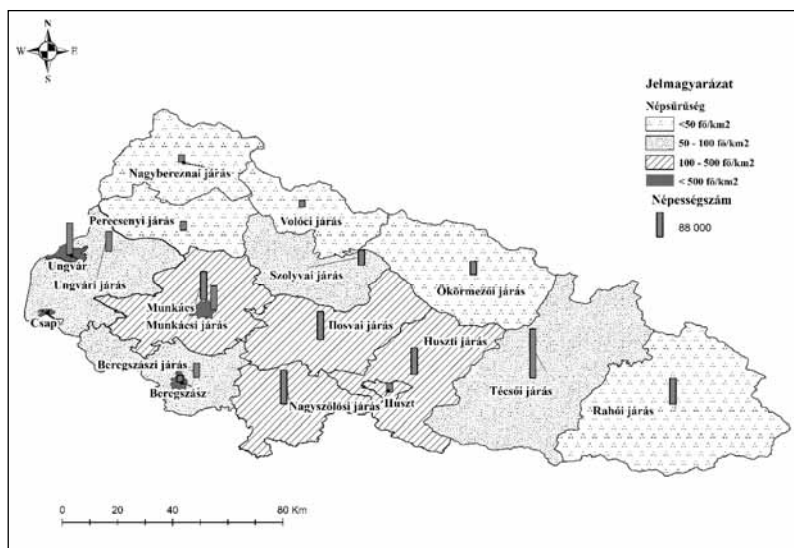 N
W E
S
Jelmagyarázat
Népsűrűség
<50 fő/km2
50 - 100 fő/km2
100 - 500 fő/km2
< 500 fő/km2
Népességszám
88 000
Nagybereznai járás
Perecsenyi járás
Volóci járás
Ungvár
Ungvári járás
Szolyvai járás
Ökörmezői járás
Munkács
Munkácsi járás
Csap
Ilosvai járás
Huszti járás
Beregszászi járás
Beregszász
Nagyszőlősi járás
Huszt
Técsői járás
Rahói járás
0 20 40 80 Km